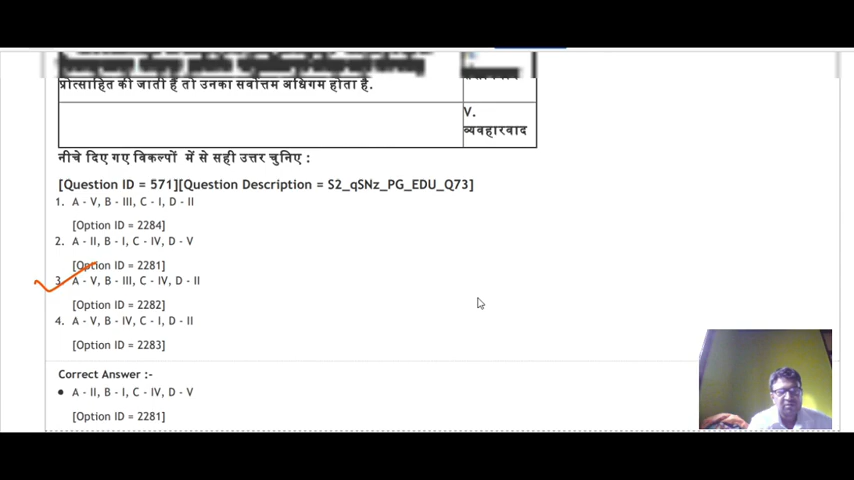 प्रोत्साहित की जाती हैं तो उनका सर्वोत्तम अधिगम होता है.
V.
व्यवहारवाद
नीचे दिए गए विकल्पों में से सही उत्तर चुनिए :
[Question ID = 571][Question Description = S2_qSNz_PG_EDU_Q73]
1. A - V, B - III, C - I, D - II
[Option ID = 2284]
2. A - II, B - I, C - IV, D - V
[Option ID = 2281]
3. A - V, B - III, C - IV, D - II
[Option ID = 2282]
4. A - V, B - IV, C - I, D - II
[Option ID = 2283]
Correct Answer :-
• A - II, B - I, C - IV, D - V
[Option ID = 2281]